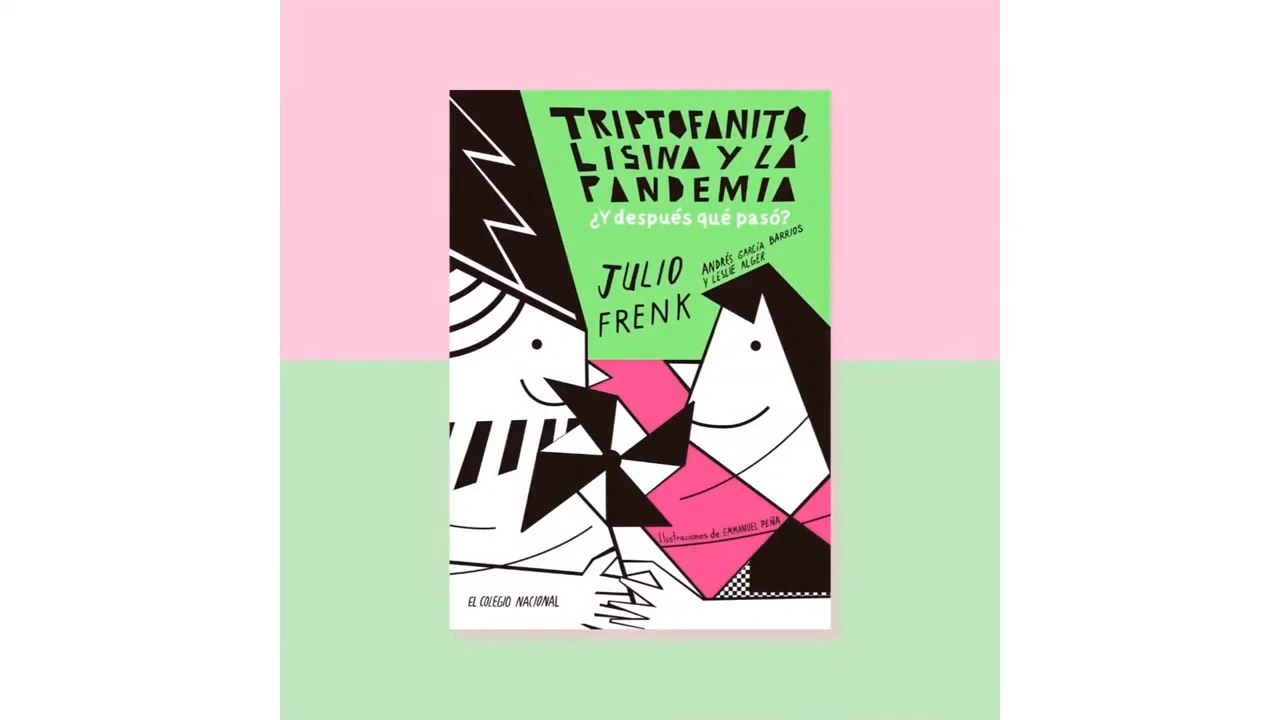 TRIPTOFANITO,
LISINA Y LA
PANDEMIA
¿Y después qué pasó?
JULIO
FRENK
ANDRÉS GARCÍA BARRIOS
Y LESLIE ALGER
Ilustraciones de EMMANUEL PEÑA
EL COLEGIO NACIONAL